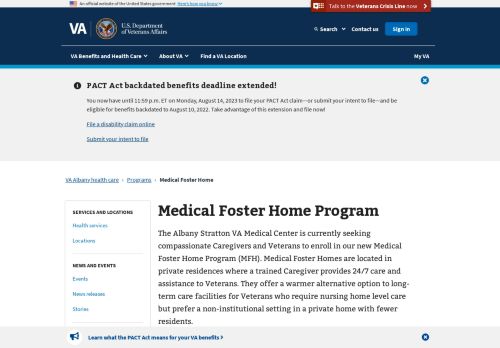 An official website of the United States government Here's how you know
Talk to the Veterans Crisis Line now
VA U.S. Department of Veterans Affairs
Search Contact us Sign in
VA Benefits and Health Care About VA Find a VA Location My VA
PACT Act backdated benefits deadline extended!
You now have until 11:59 p.m. ET on Monday, August 14, 2023 to file your PACT Act claim—or submit your intent to file—and be
eligible for benefits backdated to August 10, 2022. Take advantage of this extension and file now!
File a disability claim online
Submit your intent to file
VA Albany health care › Programs › Medical Foster Home
SERVICES AND LOCATIONS
Health services
Locations
NEWS AND EVENTS
Events
News releases
Stories
Medical Foster Home Program
The Albany Stratton VA Medical Center is currently seeking
compassionate Caregivers and Veterans to enroll in our new Medical
Foster Home Program (MFH). Medical Foster Homes are located in
private residences where a trained Caregiver provides 24/7 care and
assistance to Veterans. They offer a warmer alternative option to long-
term care facilities for Veterans who require nursing home level care
but prefer a non-institutional setting in a private home with fewer
residents.
Learn what the PACT Act means for your VA benefits